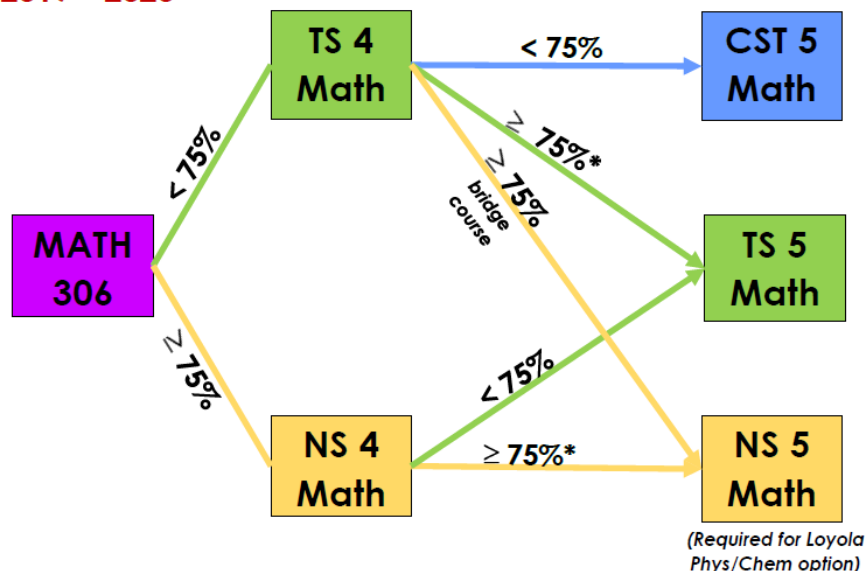 TS 4
Math
< 75%
CST 5
Math
< 75%
≥ 75%*
≥ 75%
bridge
course
MATH
306
TS 5
Math
≥ 75%
< 75%
NS 4
Math
≥ 75%*
NS 5
Math
(Required for Loyola
Phys/Chem option)